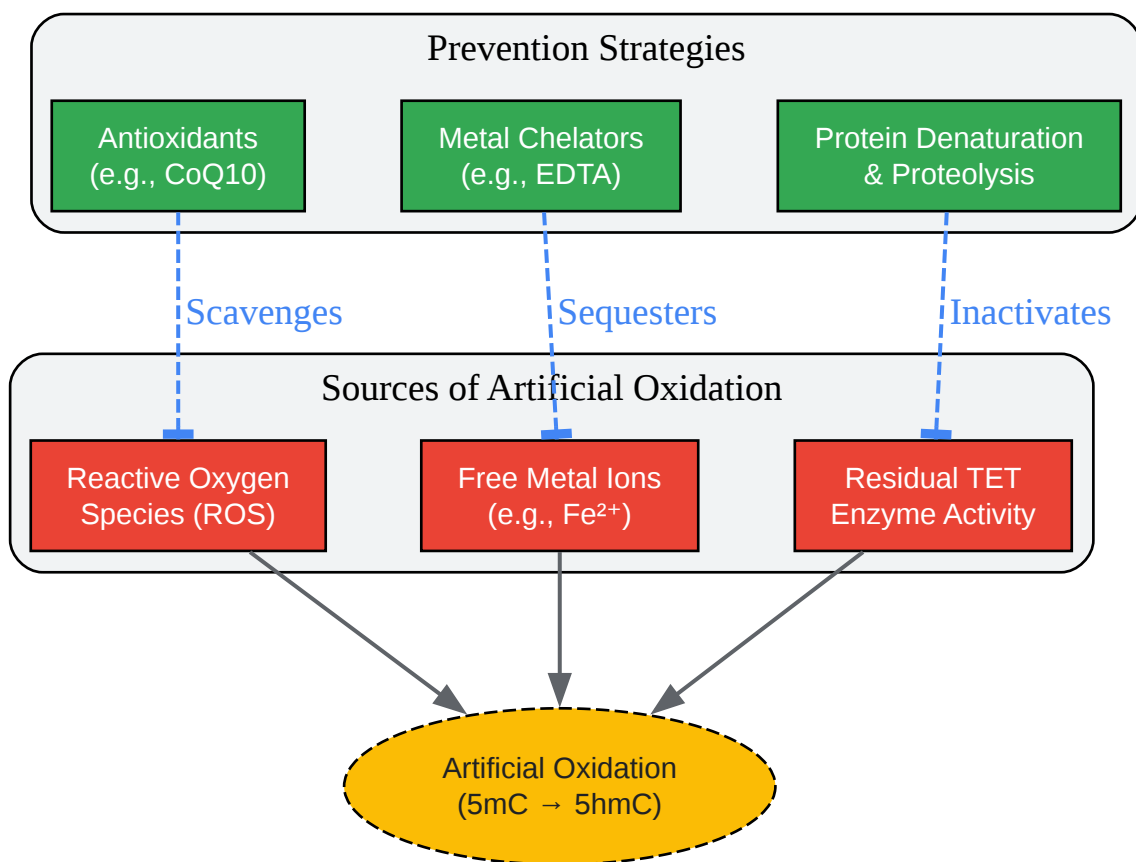 Prevention Strategies
Antioxidants
(e.g., CoQ10)
Metal Chelators
(e.g., EDTA)
Protein Denaturation
& Proteolysis
Scavenges
Sequesters
Inactivates
Sources of Artificial Oxidation
Reactive Oxygen
Species (ROS)
Free Metal Ions
(e.g., Fe²⁺)
Residual TET
Enzyme Activity
Artificial Oxidation
(5mC → 5hmC)